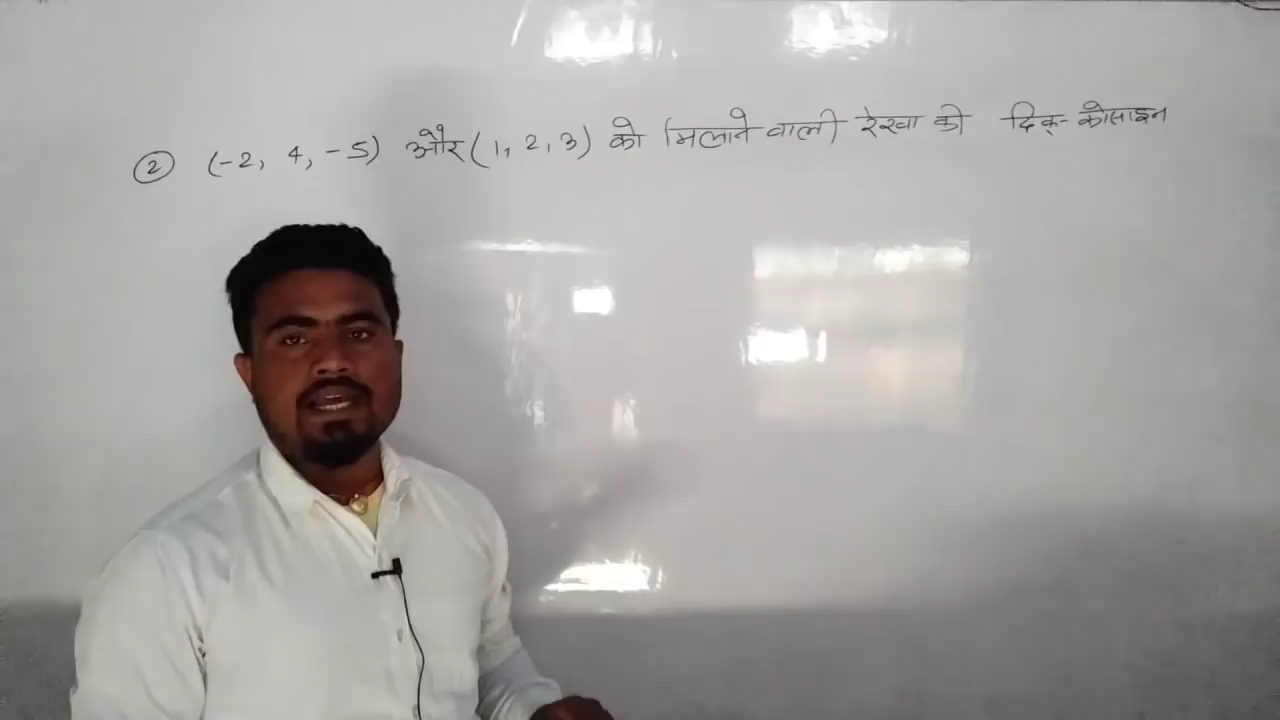 ② (-2, 4, -5) और (1, 2, 3) को मिलाने वाली रेखा की दिक्-कोसाइन